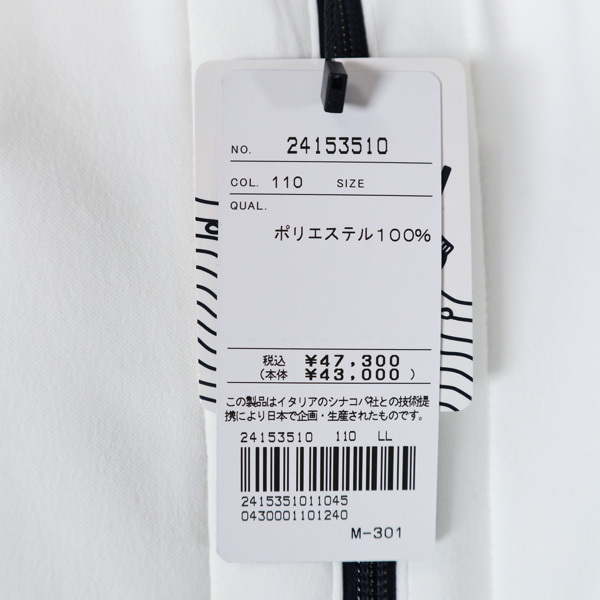 NO. 24153510
COL. 110 SIZE
QUAL.
ポリエステル100%
税込 ¥47,300
(本体 ¥43,000 )
この製品はイタリアのシナコバ社との技術提
携により日本で企画・生産されたものです。
24153510 110 LL
2415351011045
0430001101240
M-301